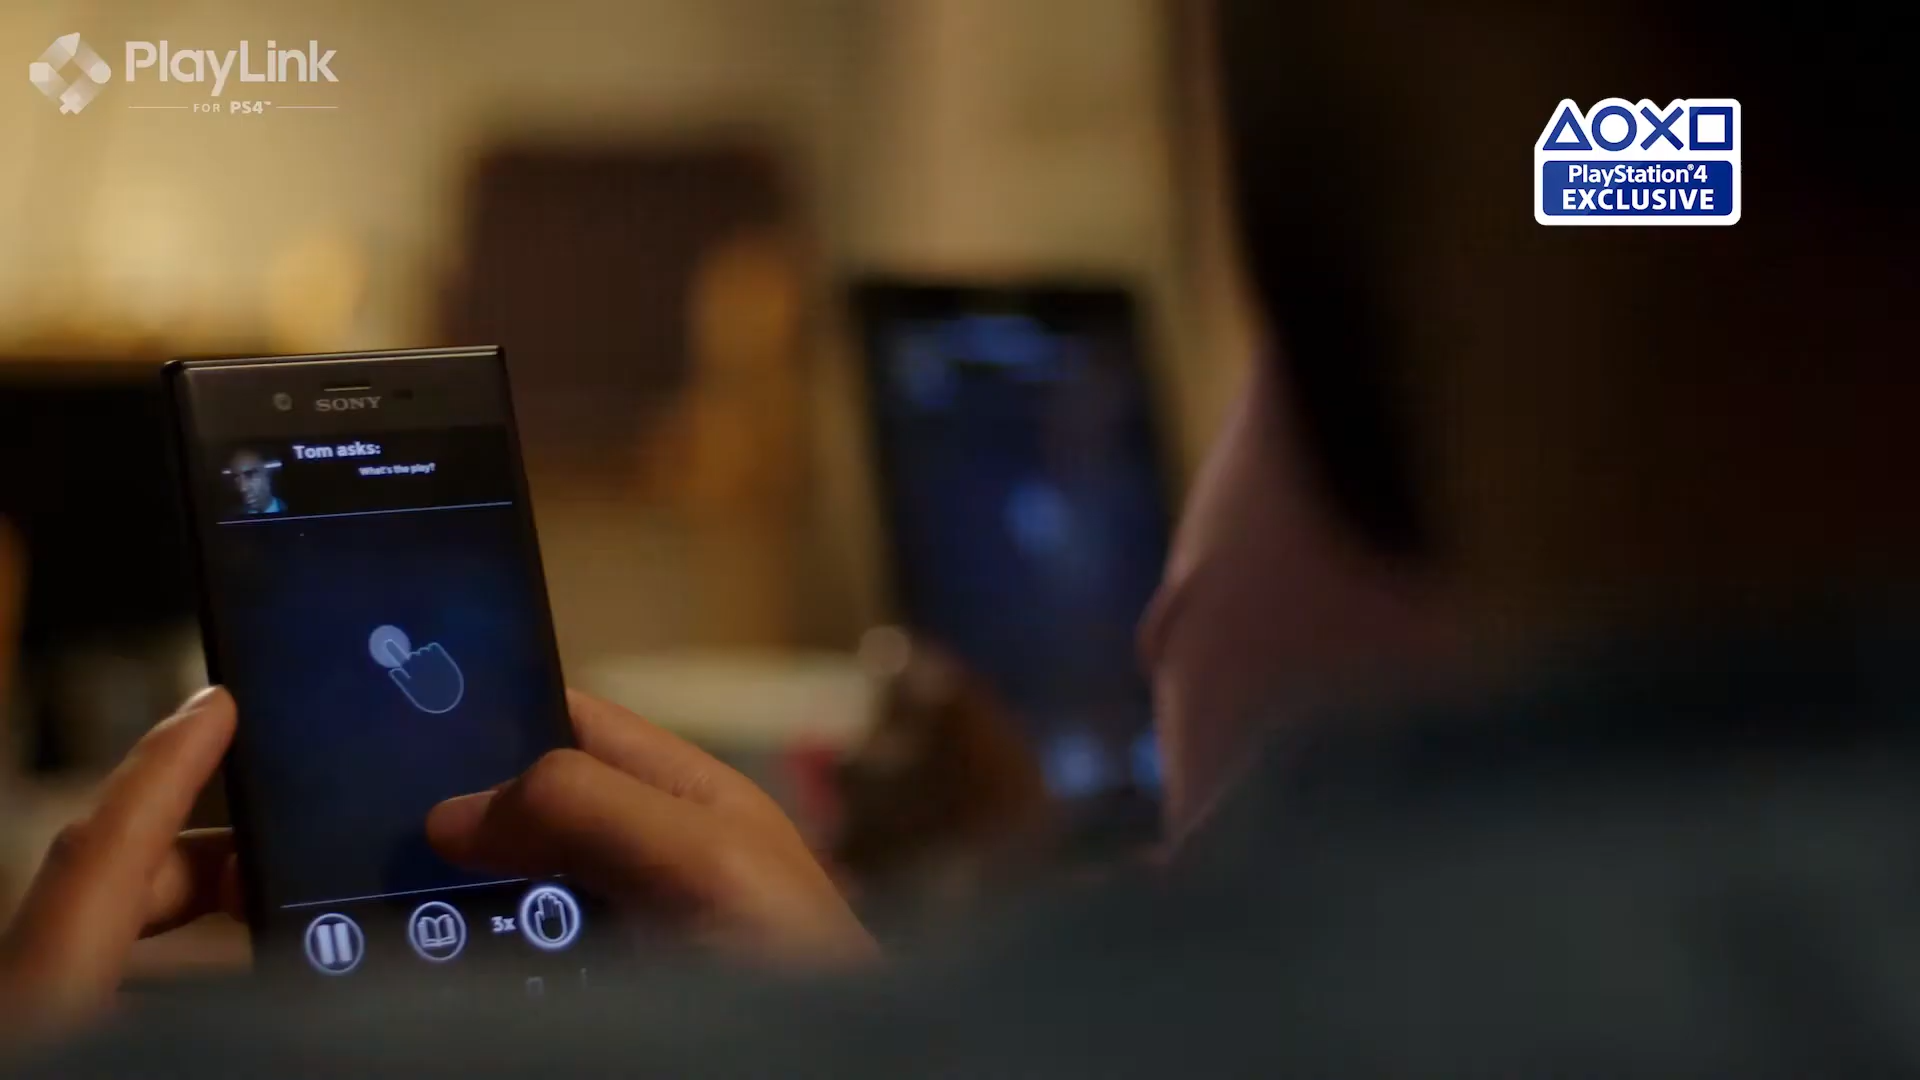 PlayLink
FOR PS4™
PlayStation®4
EXCLUSIVE
SONY
Tom asks:
What's the play?
3x